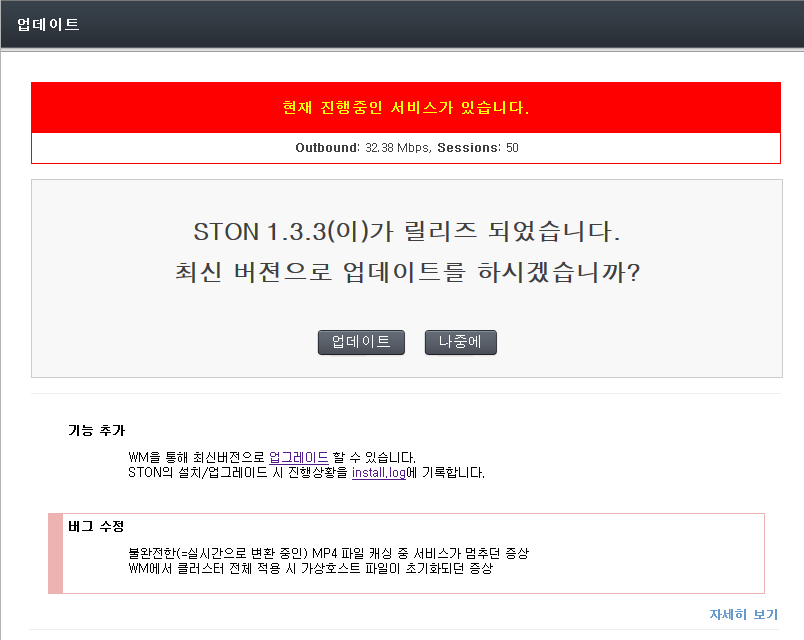 업데이트
현재 진행중인 서비스가 있습니다.
Outbound: 32.38 Mbps, Sessions: 50
STON 1.3.3(이)가 릴리즈 되었습니다.
최신 버젼으로 업데이트를 하시겠습니까?
업데이트 나중에
기능 추가
WM을 통해 최신버전으로 업그레이드 할 수 있습니다.
STON의 설치/업그레이드 시 진행상황을 install.log에 기록합니다.
버그 수정
불완전한(=실시간으로 변환 중인) MP4 파일 캐싱 중 서비스가 멈추던 증상
WM에서 클러스터 전체 적용 시 가상호스트 파일이 초기화되던 증상
자세히 보기